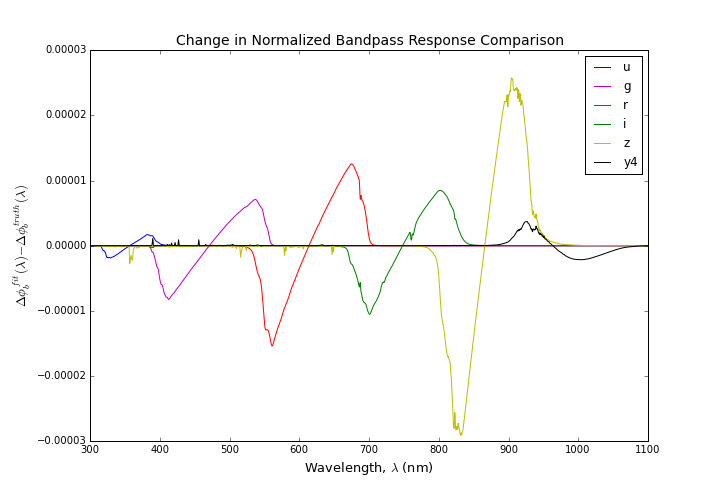 Change in Normalized Bandpass Response Comparison
0.00003
0.00002
0.00001
0.00000
−0.00001
−0.00002
−0.00003
Δϕ_b^{fit}(λ)−Δϕ_b^{truth}(λ)
u
g
r
i
z
y4
300 400 500 600 700 800 900 1000 1100
Wavelength, λ (nm)